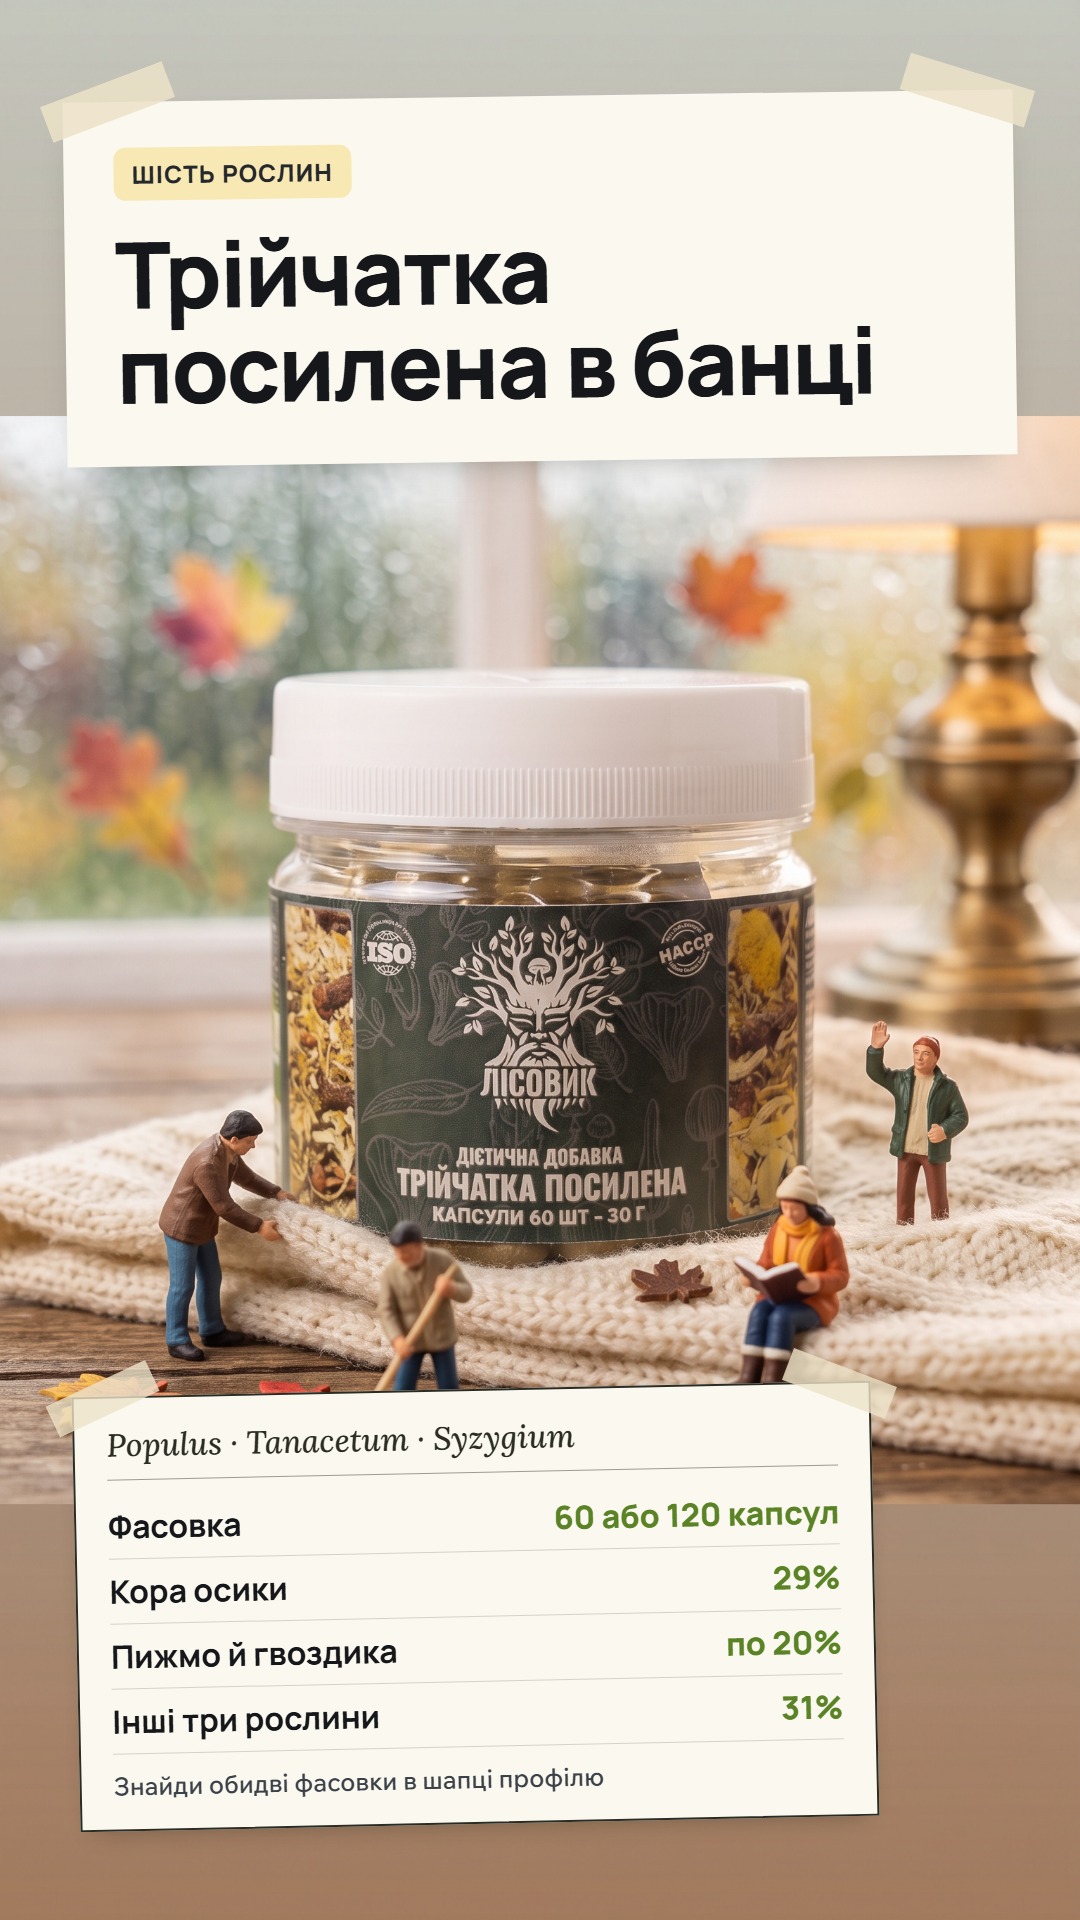 ШІСТЬ РОСЛИН
Трійчатка
посилена в банці
ISO
HACCP
ЛІСОВИК
ДІЄТИЧНА ДОБАВКА
ТРІЙЧАТКА ПОСИЛЕНА
КАПСУЛИ 60 ШТ – 30 Г
Populus · Tanacetum · Syzygium
Фасовка 60 або 120 капсул
Кора осики 29%
Пижмо й гвоздика по 20%
Інші три рослини 31%
Знайди обидві фасовки в шапці профілю